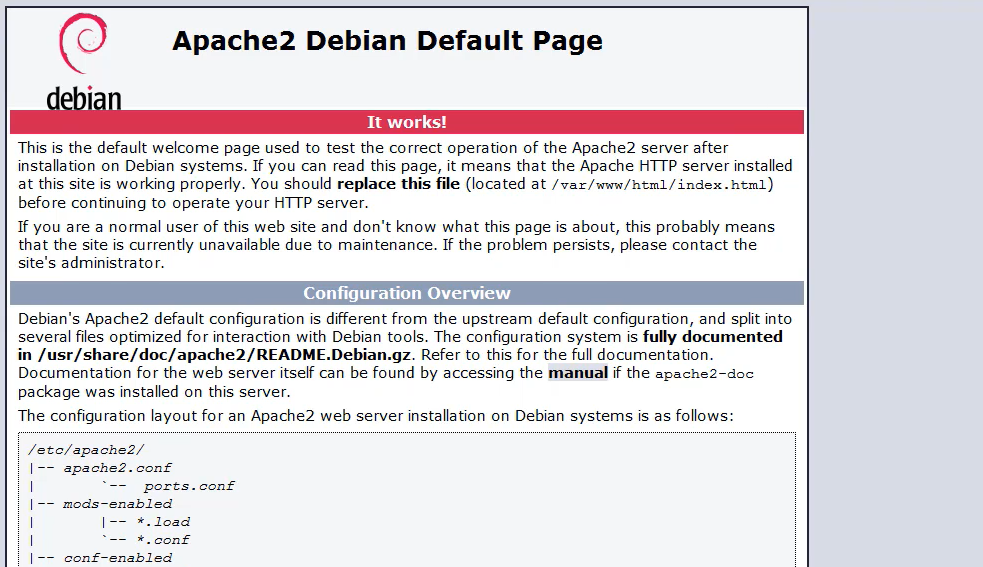 debian
Apache2 Debian Default Page
It works!
This is the default welcome page used to test the correct operation of the Apache2 server after
installation on Debian systems. If you can read this page, it means that the Apache HTTP server installed
at this site is working properly. You should replace this file (located at /var/www/html/index.html)
before continuing to operate your HTTP server.
If you are a normal user of this web site and don't know what this page is about, this probably means
that the site is currently unavailable due to maintenance. If the problem persists, please contact the
site's administrator.
Configuration Overview
Debian's Apache2 default configuration is different from the upstream default configuration, and split into
several files optimized for interaction with Debian tools. The configuration system is fully documented
in /usr/share/doc/apache2/README.Debian.gz. Refer to this for the full documentation.
Documentation for the web server itself can be found by accessing the manual if the apache2-doc
package was installed on this server.
The configuration layout for an Apache2 web server installation on Debian systems is as follows:
/etc/apache2/
|-- apache2.conf
|       `--  ports.conf
|-- mods-enabled
|       |-- *.load
|       `-- *.conf
|-- conf-enabled